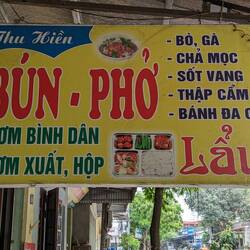 Thu Hiền
BÚN - PHỞ
- BÒ, GÀ
- CHẢ MỌC
- SỐT VANG
- THẬP CẨM
- BÁNH ĐA C
ƠM BÌNH DÂN
ƠM XUẤT, HỘP
LẨU